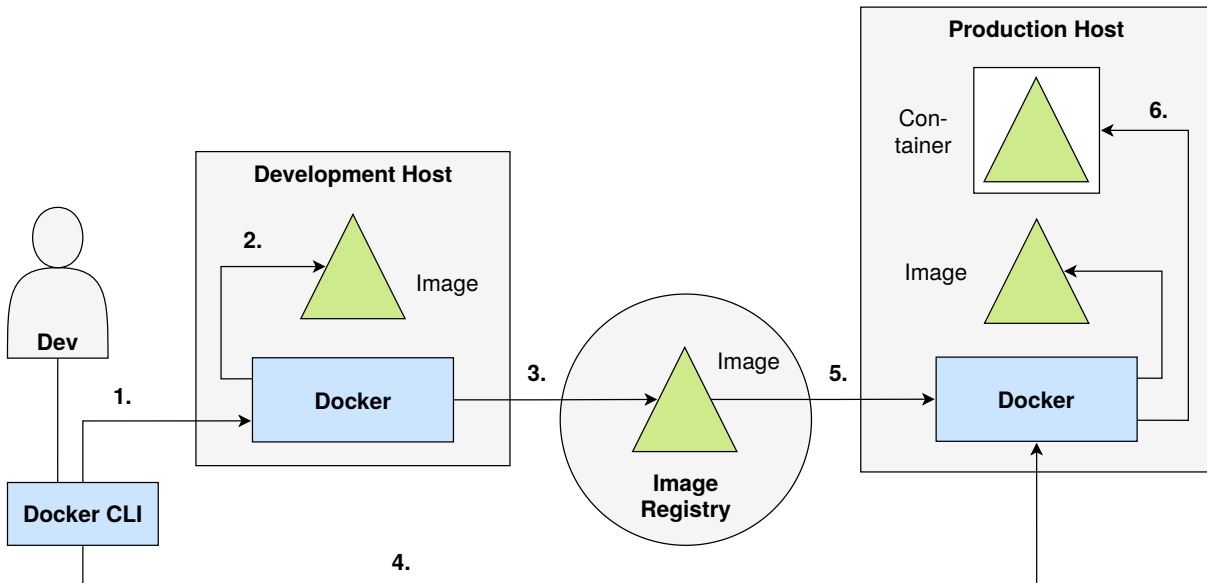 Production Host
Con-
tainer
6.
Development Host
2.
Image
Image
Dev
1.
Docker
3.
Image
5.
Docker
Image
Registry
Docker CLI
4.